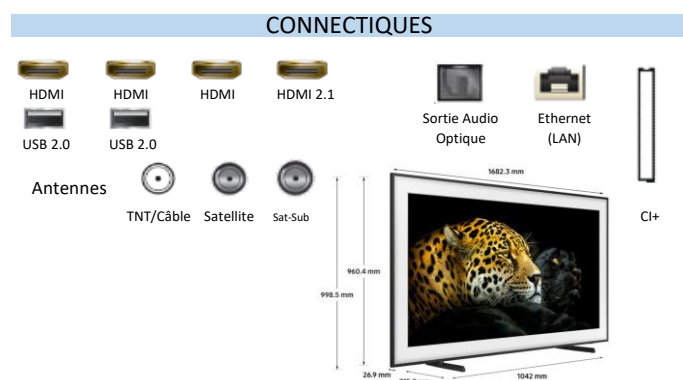 CONNECTIQUES
HDMI HDMI HDMI HDMI 2.1
USB 2.0 USB 2.0
Sortie Audio
Optique
Ethernet
(LAN)
CI+
Antennes
TNT/Câble Satellite Sat-Sub
1682.3 mm
960.4 mm
998.5 mm
26.9 mm
1042 mm